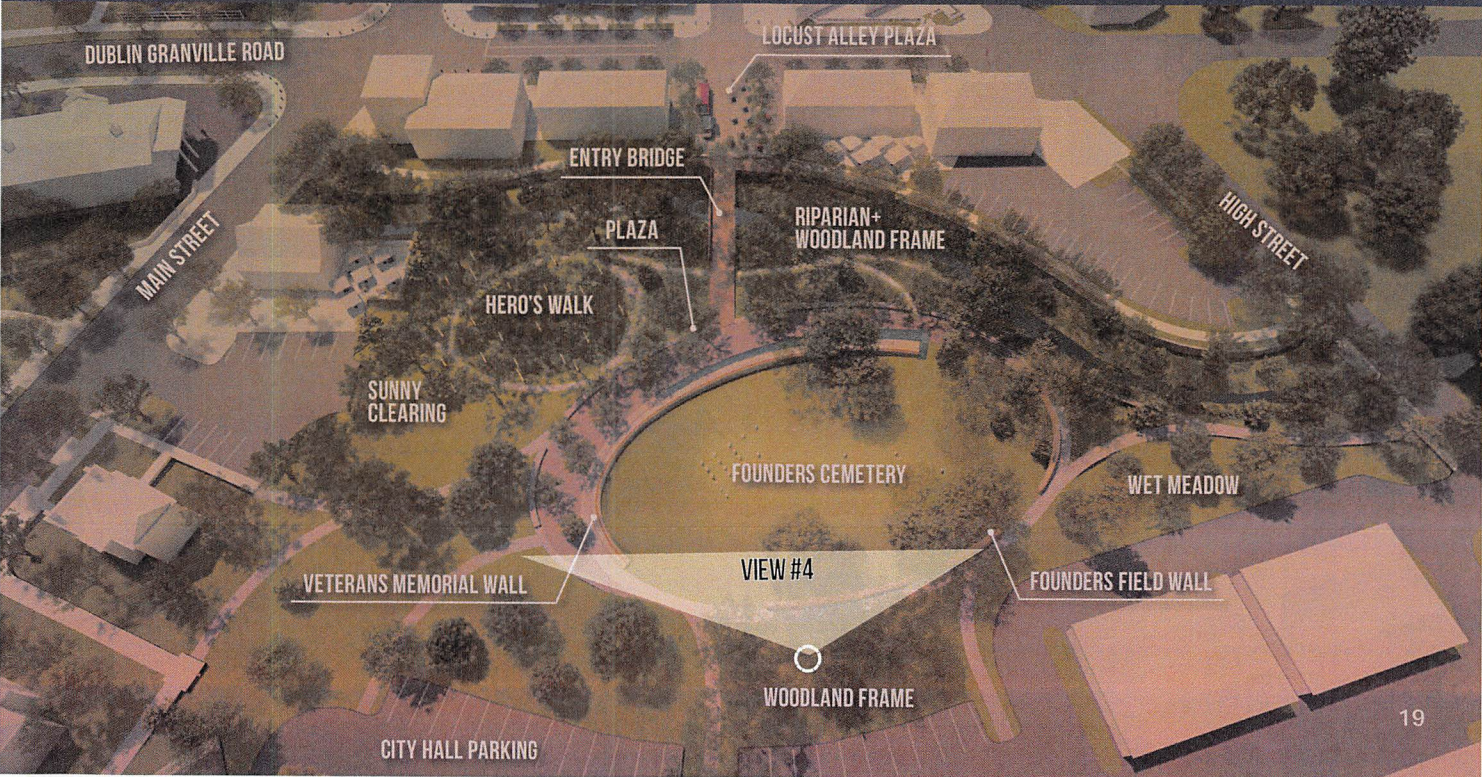 LOCUST ALLEY PLAZA
DUBLIN GRANVILLE ROAD
ENTRY BRIDGE
PLAZA
RIPARIAN+
WOODLAND FRAME
MAIN STREET
HIGH STREET
HERO'S WALK
SUNNY
CLEARING
FOUNDERS CEMETERY
WET MEADOW
VIEW #4
VETERANS MEMORIAL WALL
FOUNDERS FIELD WALL
WOODLAND FRAME
19
CITY HALL PARKING